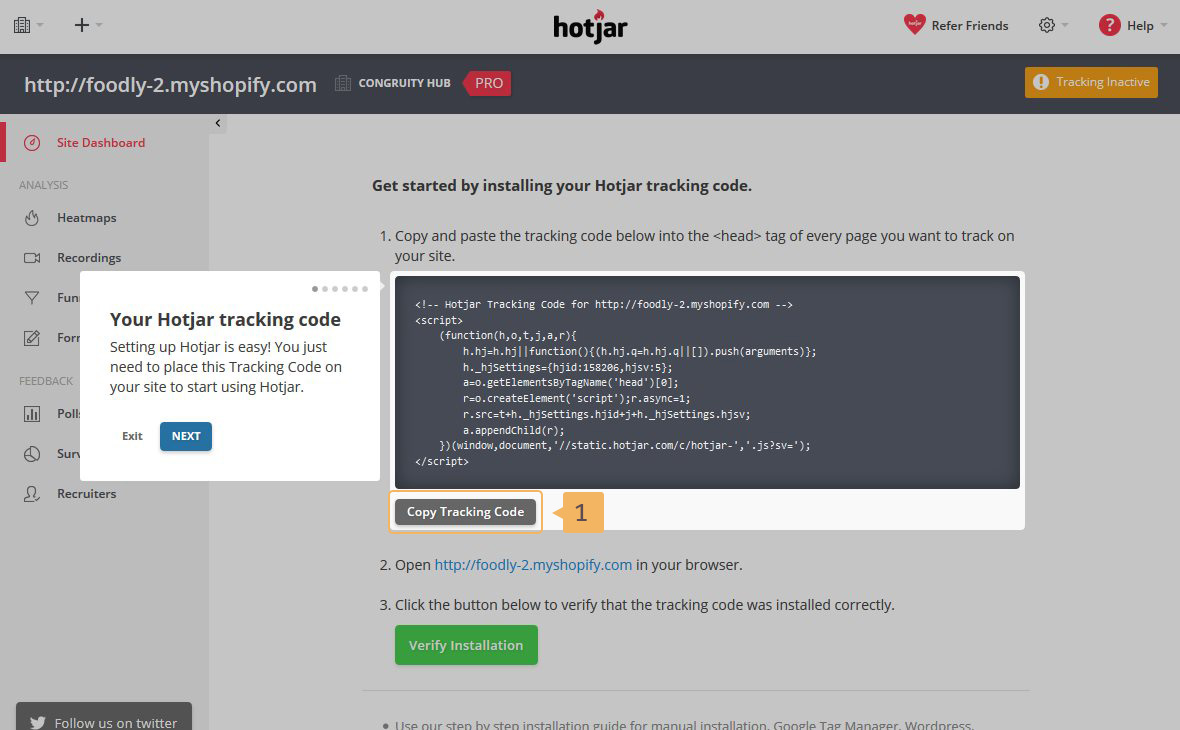 hotjar
hotjar
Refer Friends
?
Help
http://foodly-2.myshopify.com
CONGRUITY HUB
PRO
! Tracking Inactive
Site Dashboard
ANALYSIS
Heatmaps
Recordings
Fun
For
FEEDBACK
Polls
Surv
Recruiters
Follow us on twitter
Your Hotjar tracking code
Setting up Hotjar is easy! You just
need to place this Tracking Code on
your site to start using Hotjar.
Exit
NEXT
Get started by installing your Hotjar tracking code.
1. Copy and paste the tracking code below into the <head> tag of every page you want to track on
your site.
<!-- Hotjar Tracking Code for http://foodly-2.myshopify.com -->
<script>
    (function(h,o,t,j,a,r){
        h.hj=h.hj||function(){(h.hj.q=h.hj.q||[]).push(arguments)};
        h._hjSettings={hjid:158206,hjsv:5};
        a=o.getElementsByTagName('head')[0];
        r=o.createElement('script');r.async=1;
        r.src=t+h._hjSettings.hjid+j+h._hjSettings.hjsv;
        a.appendChild(r);
    })(window,document,'//static.hotjar.com/c/hotjar-','.js?sv=');
</script>
Copy Tracking Code
1
2. Open http://foodly-2.myshopify.com in your browser.
3. Click the button below to verify that the tracking code was installed correctly.
Verify Installation
Use our step by step installation guide for manual installation, Google Tag Manager, Wordpress,